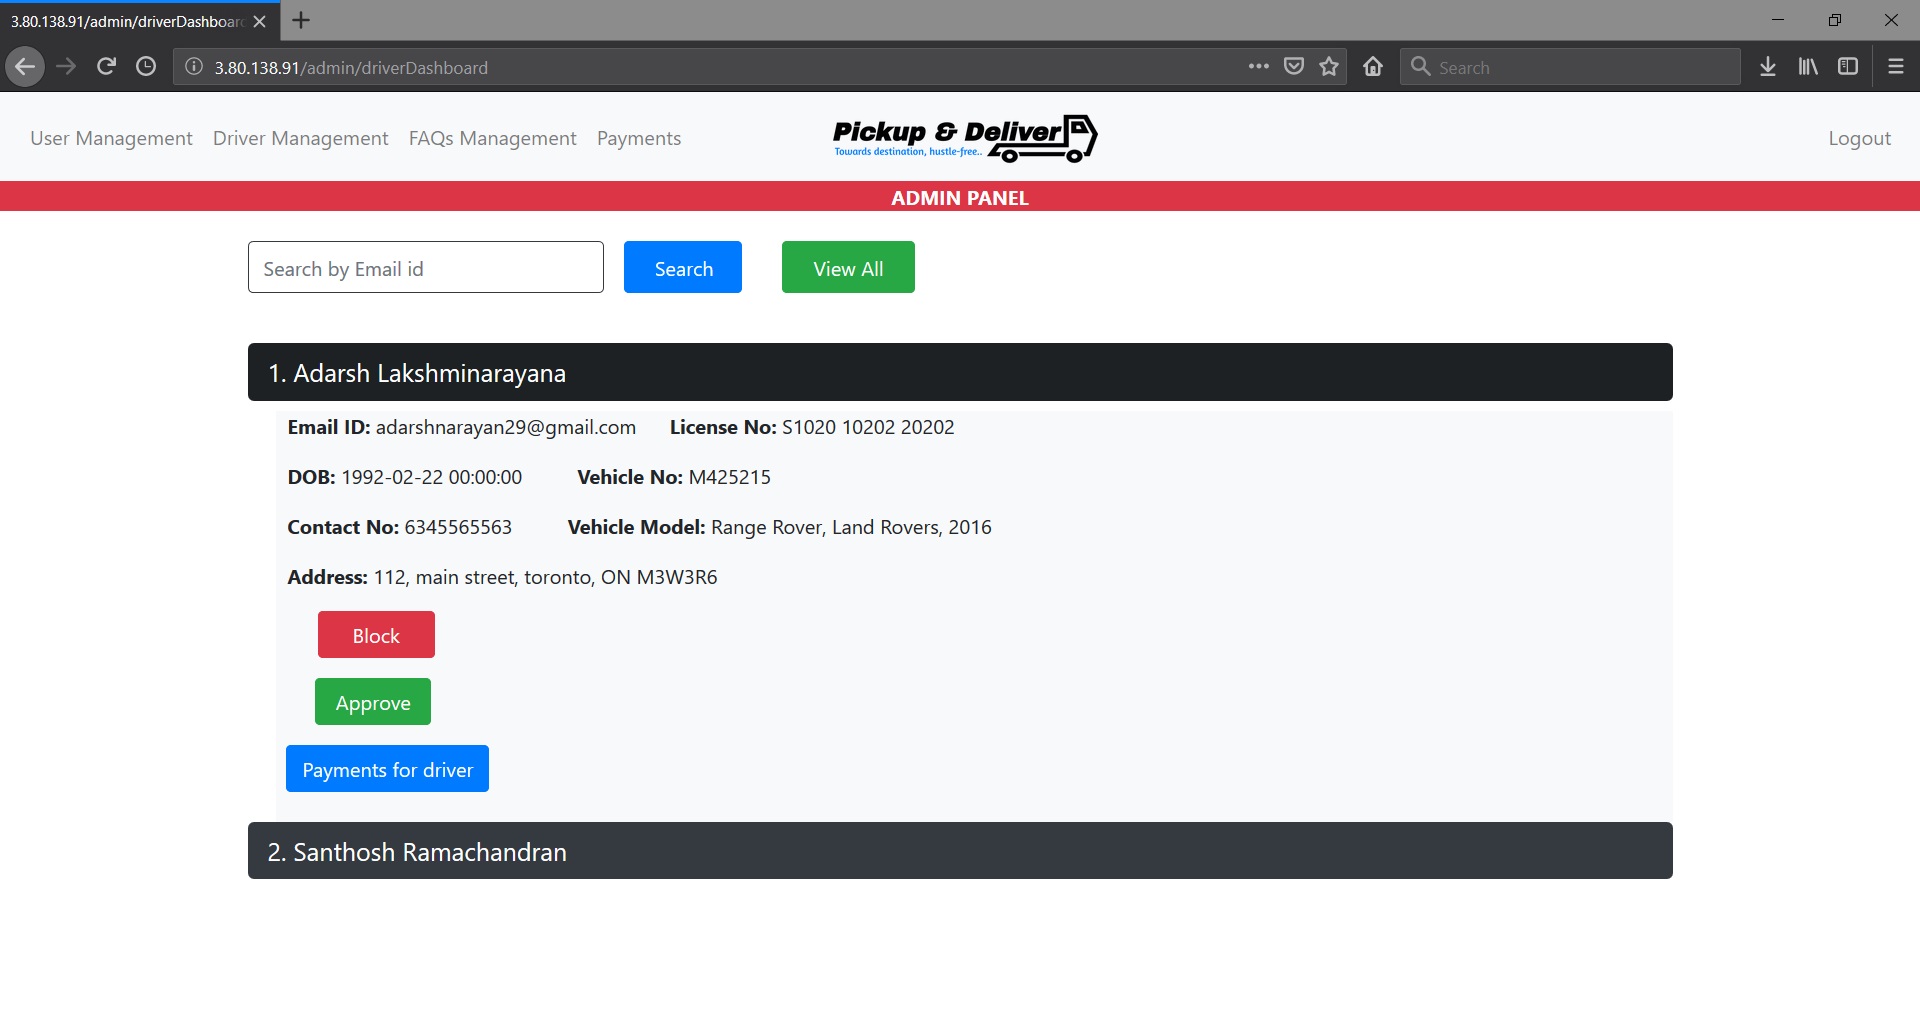 3.80.138.91/admin/driverDashboar
3.80.138.91/admin/driverDashboard
Search
User Management Driver Management FAQs Management Payments
Pickup & Deliver
Towards destination, hustle-free..
Logout
ADMIN PANEL
Search by Email id Search View All
1. Adarsh Lakshminarayana
Email ID: adarshnarayan29@gmail.com License No: S1020 10202 20202
DOB: 1992-02-22 00:00:00 Vehicle No: M425215
Contact No: 6345565563 Vehicle Model: Range Rover, Land Rovers, 2016
Address: 112, main street, toronto, ON M3W3R6
Block
Approve
Payments for driver
2. Santhosh Ramachandran